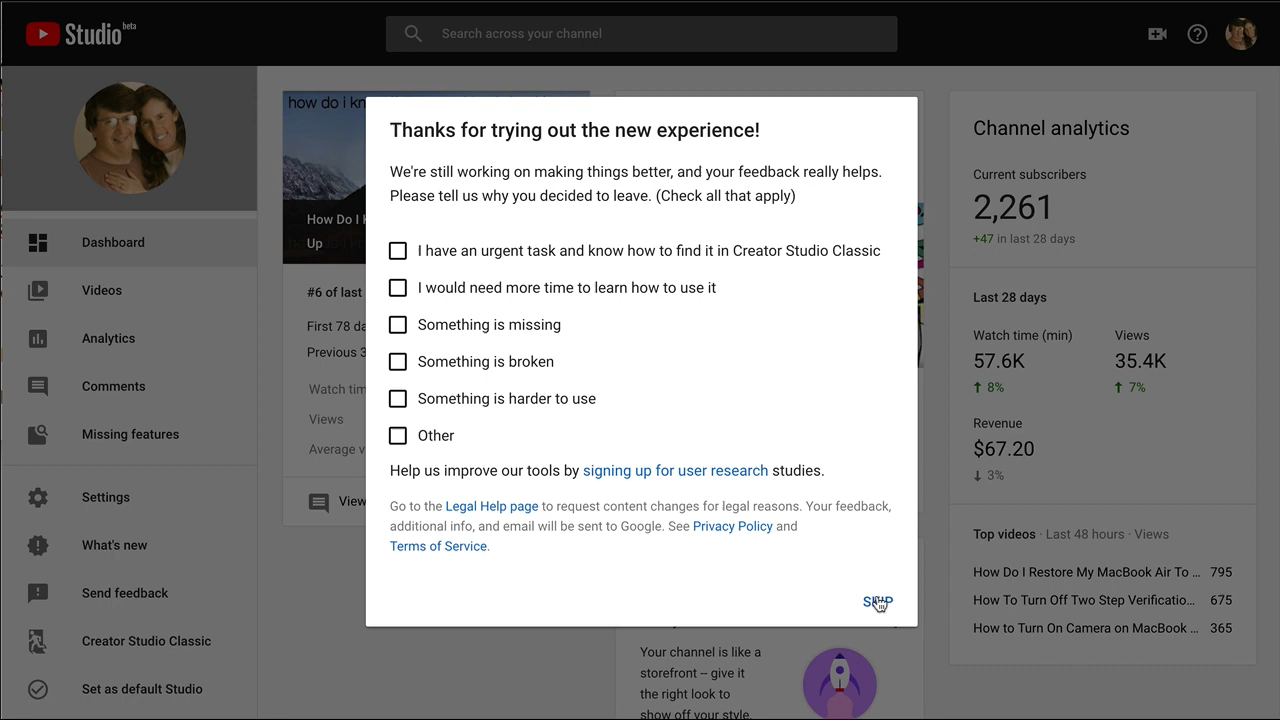 Studio beta
Search across your channel
Dashboard
Videos
Analytics
Comments
Missing features
Settings
What's new
Send feedback
Creator Studio Classic
Set as default Studio
how do i
How Do I
Up
#6 of last
First 78
Previous
Watch
Views
Average
View
Thanks for trying out the new experience!
We're still working on making things better, and your feedback really helps.
Please tell us why you decided to leave. (Check all that apply)
I have an urgent task and know how to find it in Creator Studio Classic
I would need more time to learn how to use it
Something is missing
Something is broken
Something is harder to use
Other
Help us improve our tools by signing up for user research studies.
Go to the Legal Help page to request content changes for legal reasons. Your feedback,
additional info, and email will be sent to Google. See Privacy Policy and
Terms of Service.
SKIP
Your channel is like a
storefront – give it
the right look to
show off your style.
Channel analytics
Current subscribers
2,261
+47 in last 28 days
Last 28 days
Watch time (min) Views
57.6K 35.4K
8% 7%
Revenue
$67.20
3%
Top videos · Last 48 hours · Views
How Do I Restore My MacBook Air To ... 795
How To Turn Off Two Step Verificatio... 675
How to Turn On Camera on MacBook ... 365